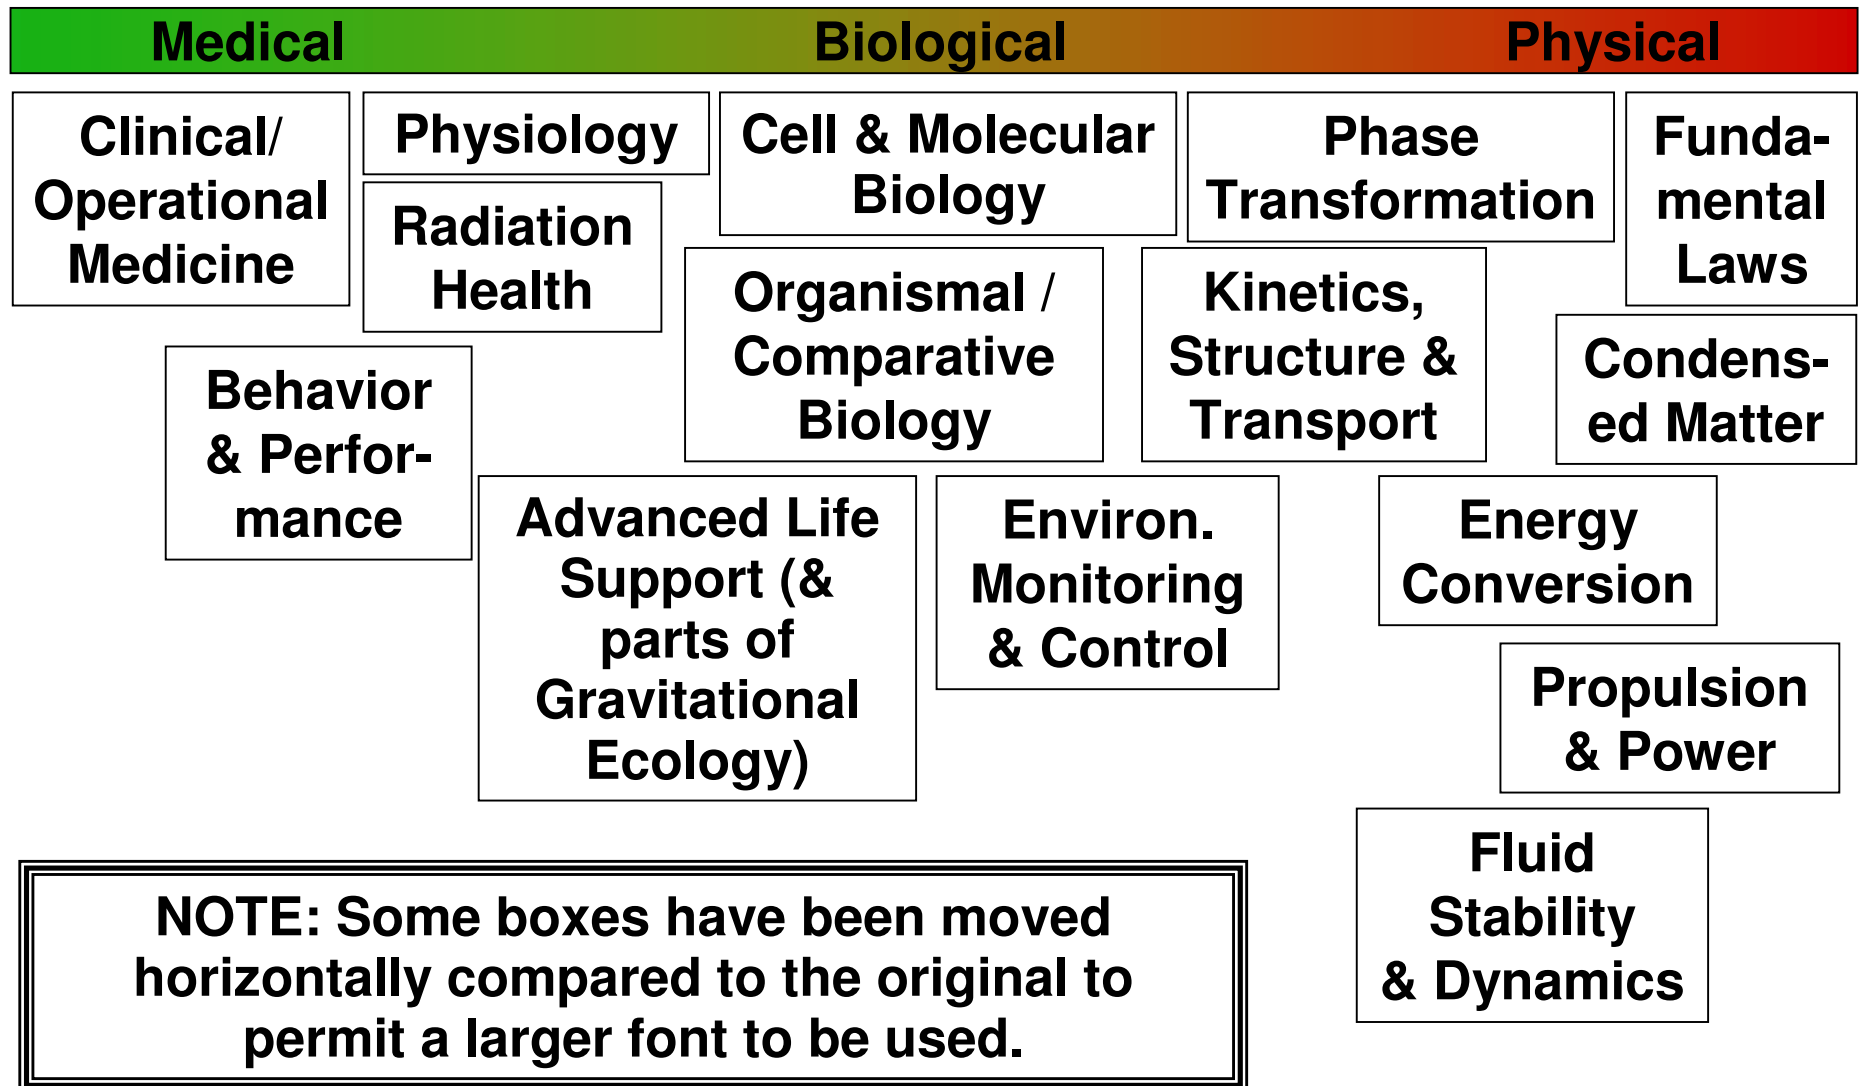 Medical Biological Physical
Clinical/
Operational
Medicine
Physiology
Radiation
Health
Cell & Molecular
Biology
Phase
Transformation
Funda-
mental
Laws
Organismal /
Comparative
Biology
Kinetics,
Structure &
Transport
Condens-
ed Matter
Behavior
& Perfor-
mance
Advanced Life
Support (&
parts of
Gravitational
Ecology)
Environ.
Monitoring
& Control
Energy
Conversion
Propulsion
& Power
Fluid
Stability
& Dynamics
NOTE: Some boxes have been moved
horizontally compared to the original to
permit a larger font to be used.